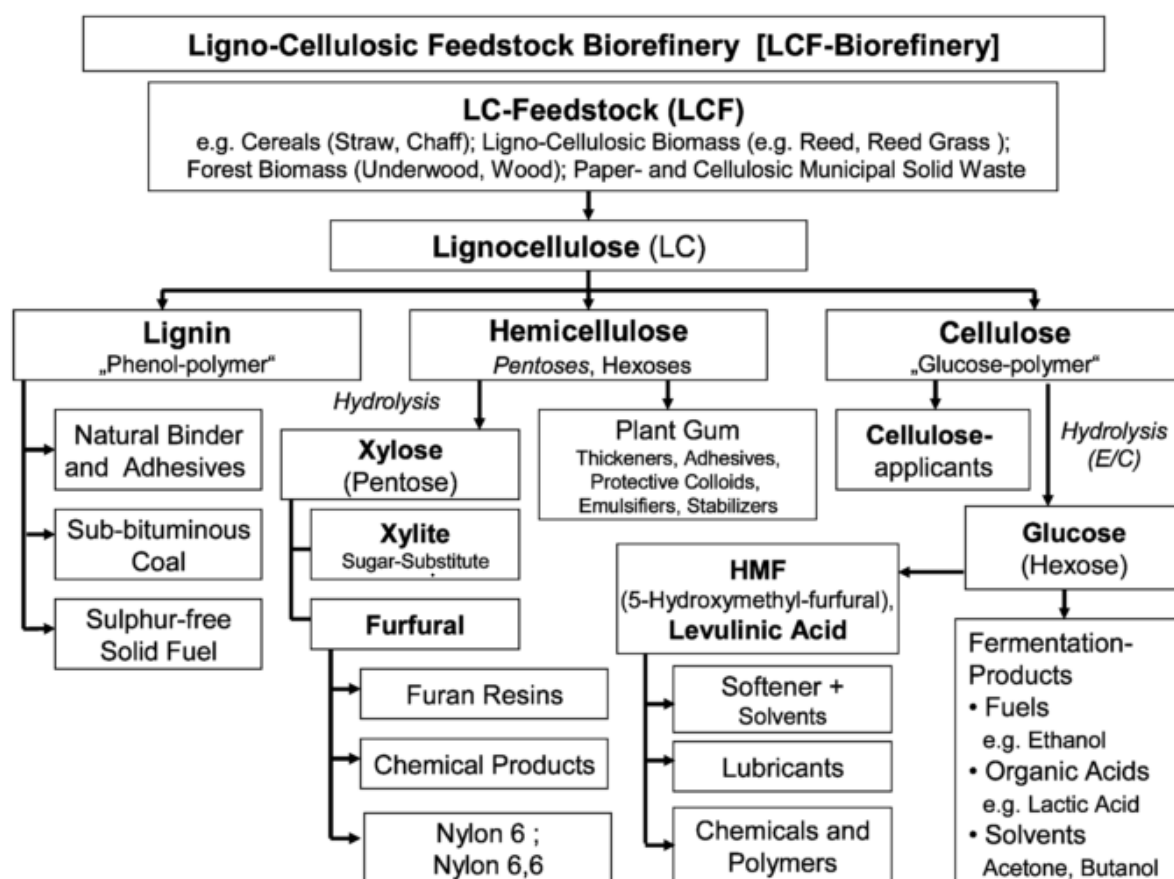 Ligno-Cellulosic Feedstock Biorefinery [LCF-Biorefinery]
LC-Feedstock (LCF)
e.g. Cereals (Straw, Chaff); Ligno-Cellulosic Biomass (e.g. Reed, Reed Grass );
Forest Biomass (Underwood, Wood); Paper- and Cellulosic Municipal Solid Waste
Lignocellulose (LC)
Lignin
„Phenol-polymer“
Natural Binder
and Adhesives
Sub-bituminous
Coal
Sulphur-free
Solid Fuel
Hemicellulose
Pentoses, Hexoses
Hydrolysis
Xylose
(Pentose)
Xylite
Sugar-Substitute
Furfural
Furan Resins
Chemical Products
Nylon 6 ;
Nylon 6,6
Plant Gum
Thickeners, Adhesives,
Protective Colloids,
Emulsifiers, Stabilizers
Cellulose
„Glucose-polymer“
Cellulose-
applicants
Hydrolysis
(E/C)
Glucose
(Hexose)
HMF
(5-Hydroxymethyl-furfural),
Levulinic Acid
Softener +
Solvents
Lubricants
Chemicals and
Polymers
Fermentation-
Products
• Fuels
e.g. Ethanol
• Organic Acids
e.g. Lactic Acid
• Solvents
Acetone, Butanol